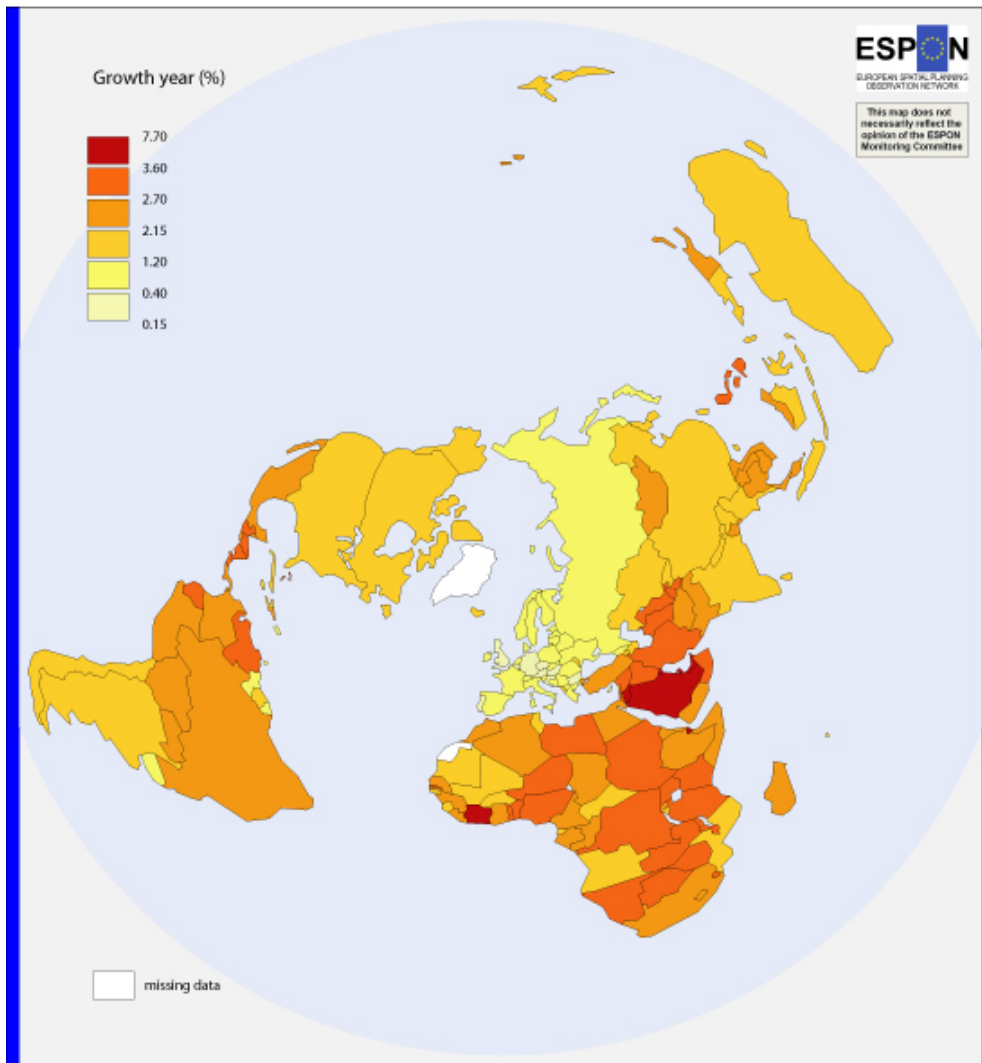 Growth year (%)
7.70
3.60
2.70
2.15
1.20
0.40
0.15
ESPON
EUROPEAN SPATIAL PLANNING
OBSERVATION NETWORK
This map does not
necessarily reflect the
opinion of the ESPON
Monitoring Committee
missing data